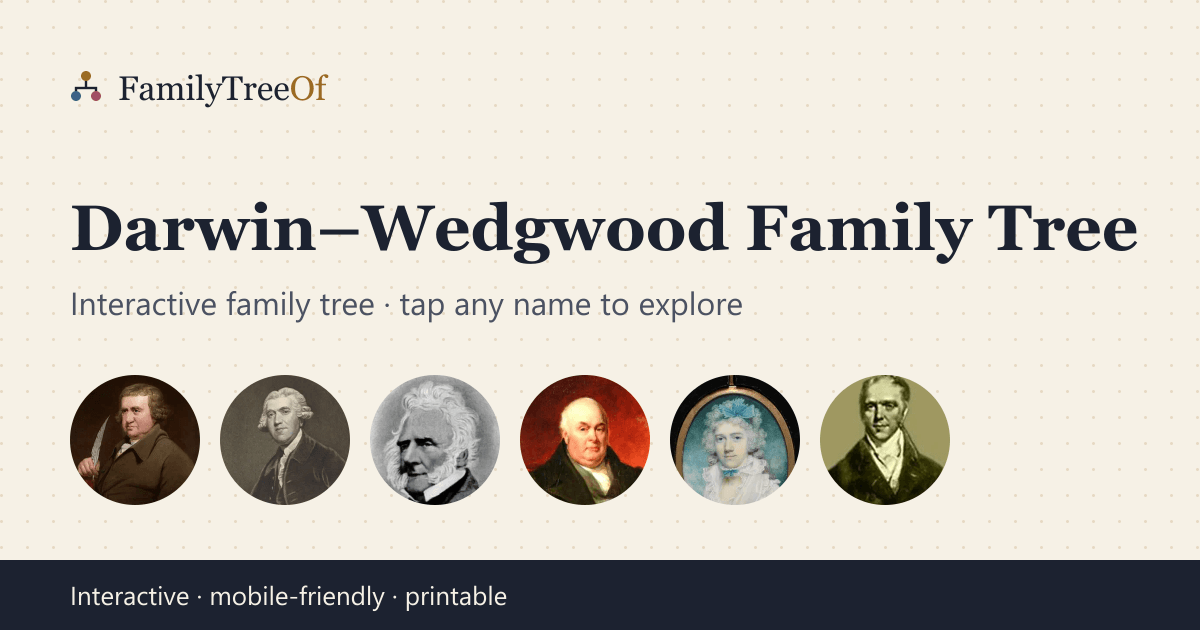 FamilyTreeOf
Darwin–Wedgwood Family Tree
Interactive family tree · tap any name to explore
Interactive · mobile-friendly · printable